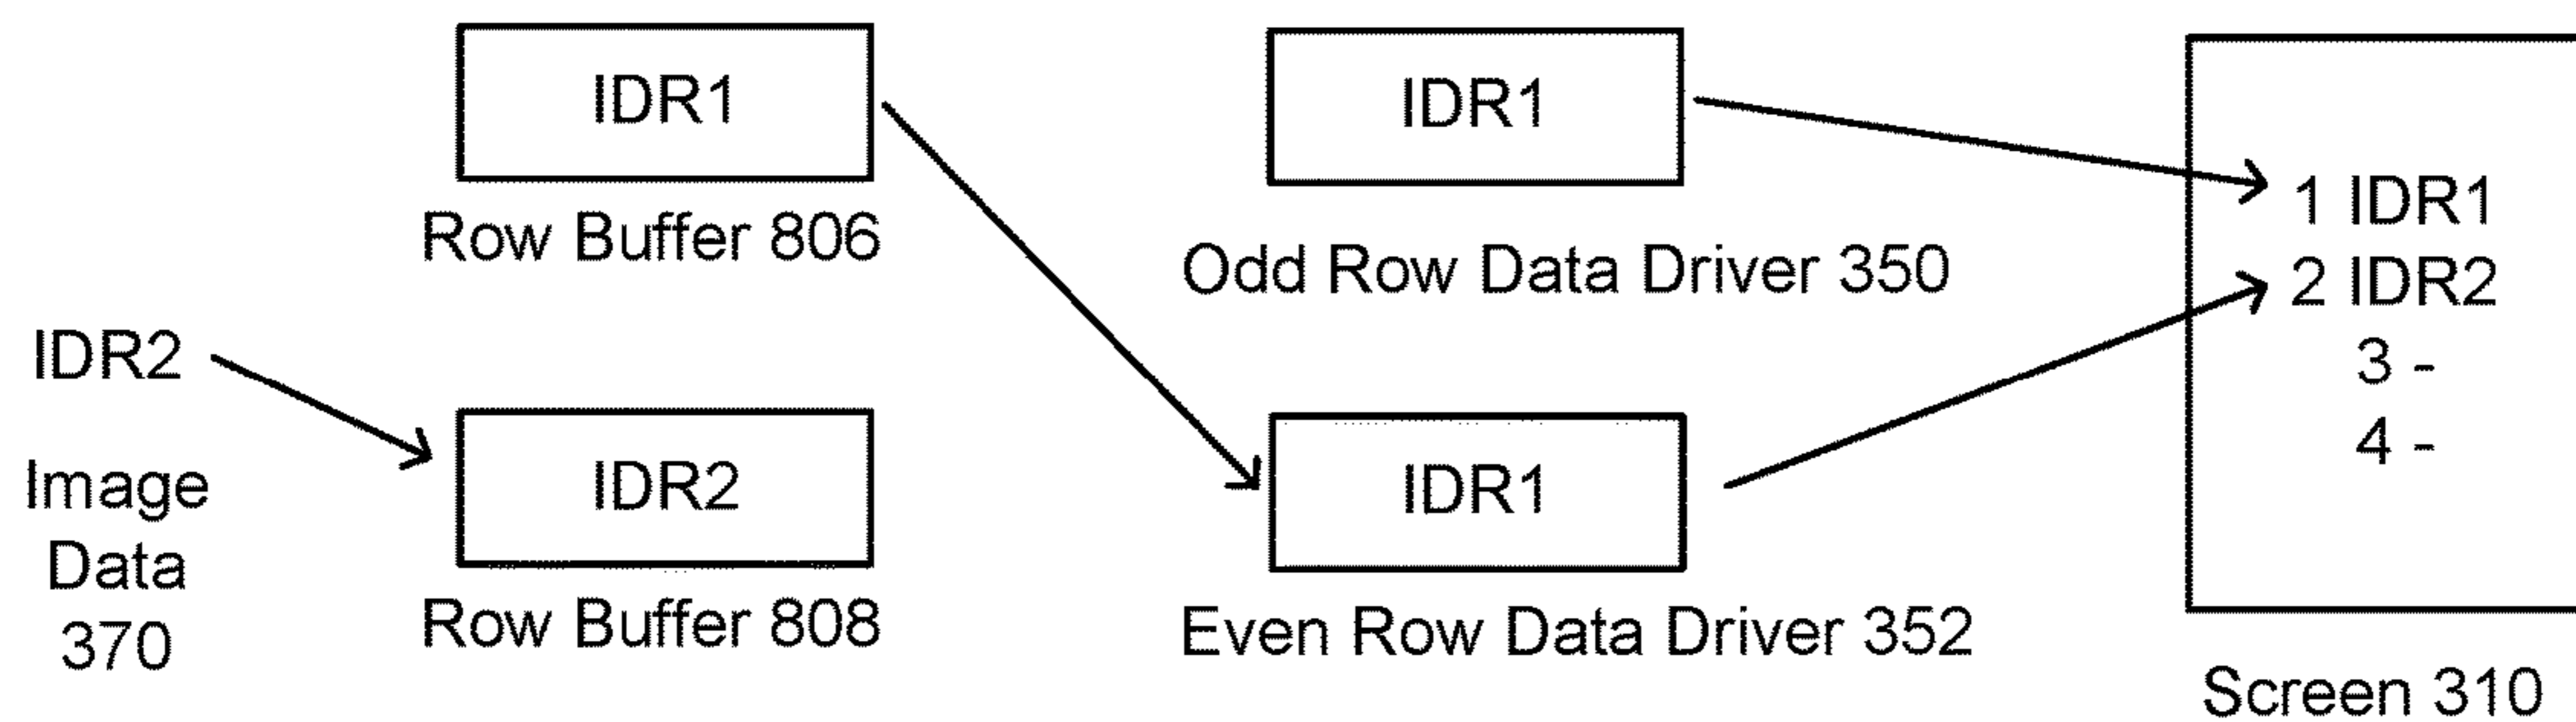 IDR1
Row Buffer 806
IDR1
Odd Row Data Driver 350
1 IDR1
2 IDR2
3 -
4 -
IDR2
Image
Data
370
IDR2
Row Buffer 808
IDR1
Even Row Data Driver 352
Screen 310